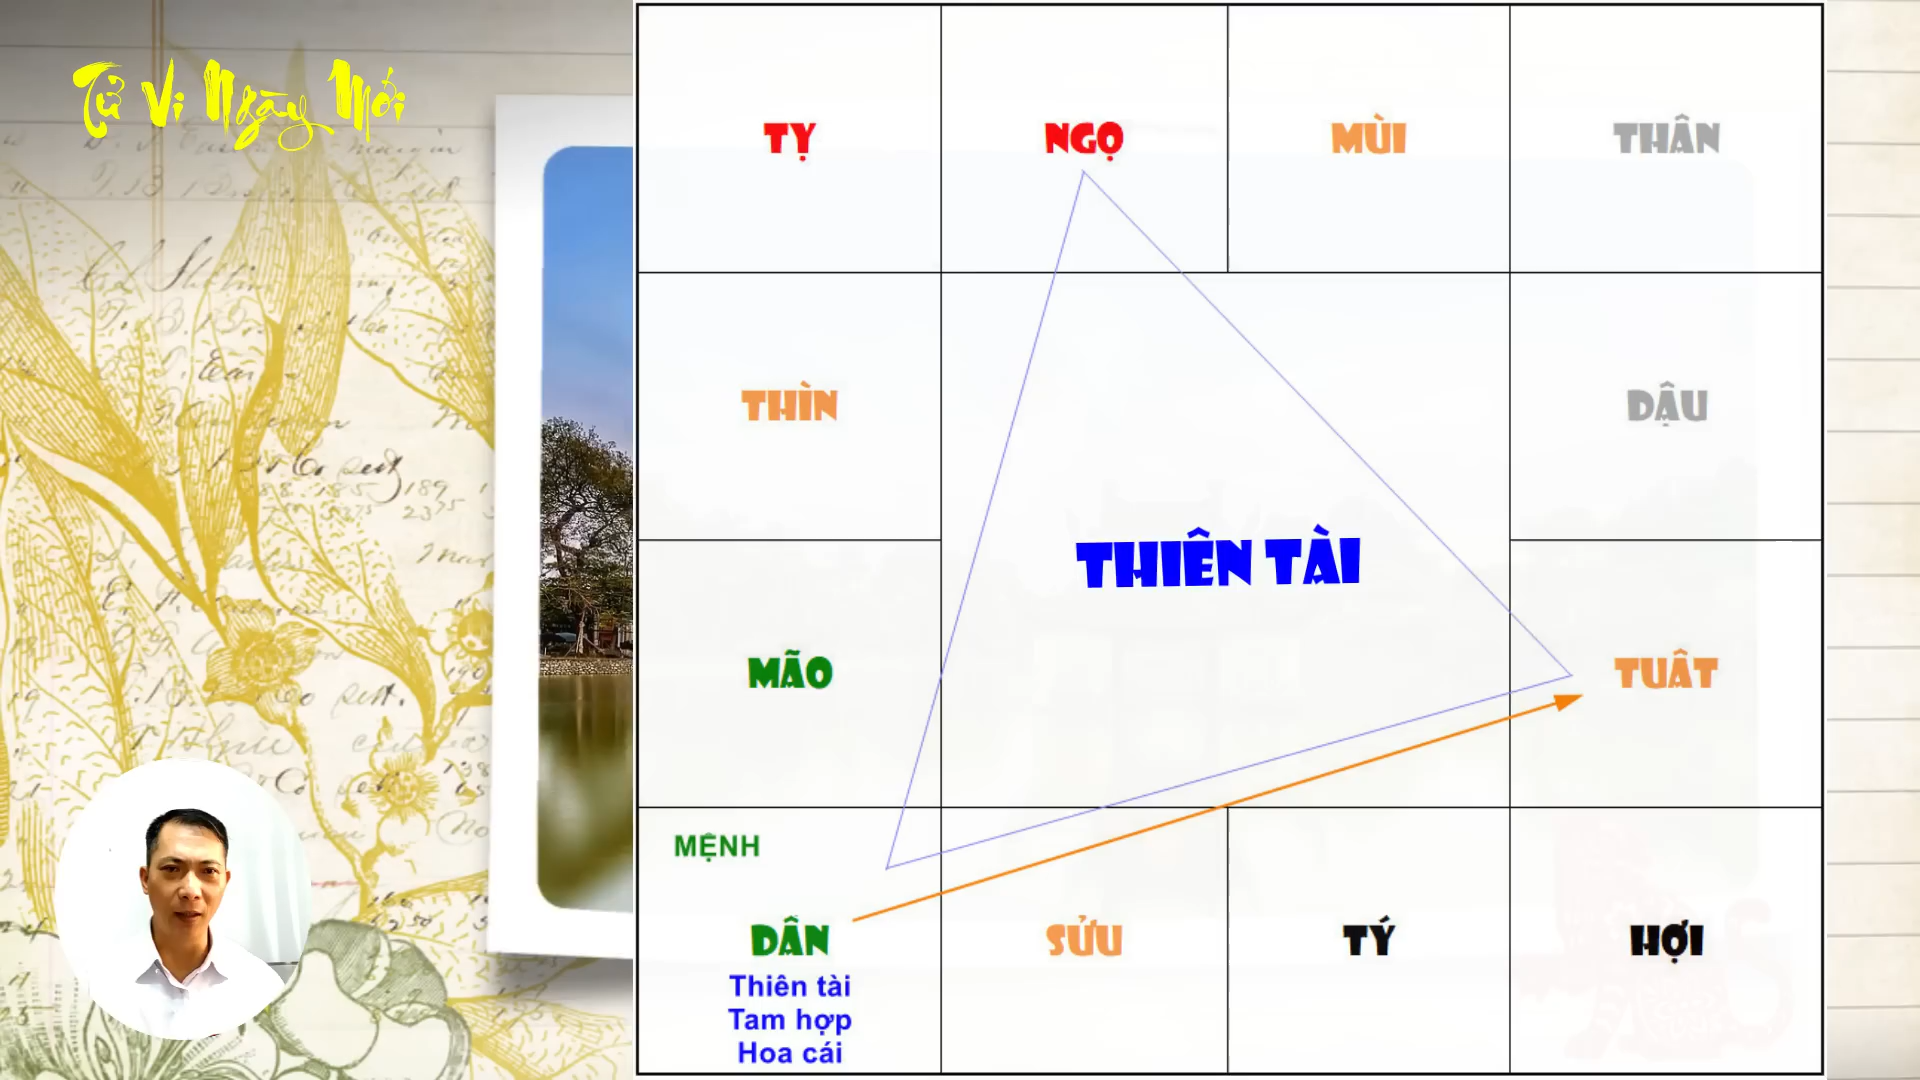 Tử Vi Ngày Mới
TỴ
NGỌ
MÙI
THÂN
THÌN
DẬU
THIÊN TÀI
MÃO
TUẤT
MỆNH
DẦN
SỬU
TÝ
HỢI
Thiên tài
Tam hợp
Hoa cái